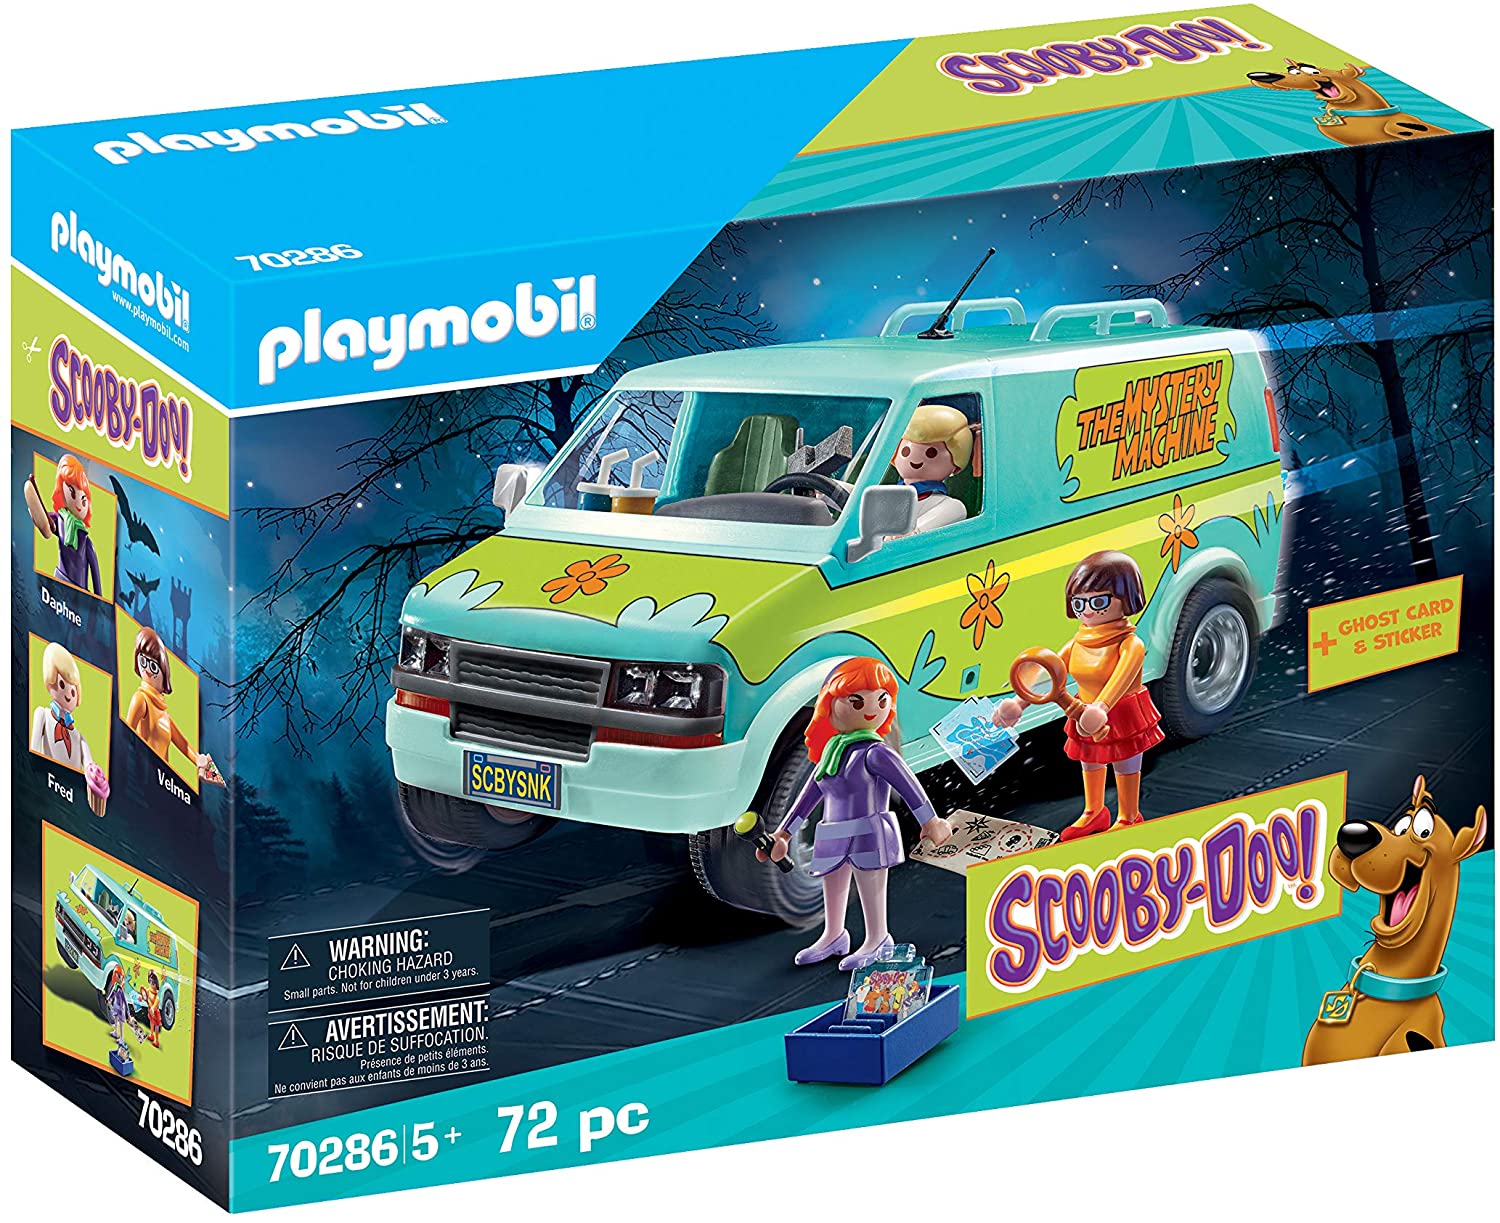 playmobil
70286
SCOOBY-DOO!
playmobil
www.playmobil.com
SCOOBY-DOO!
Daphne
Fred
Velma
70286
playmobil®
THE MYSTERY
MACHINE
SCBYSNK
+ GHOST CARD
& STICKER
SCOOBY-DOO!™
WARNING:
CHOKING HAZARD
Small parts. Not for children under 3 years.
AVERTISSEMENT:
RISQUE DE SUFFOCATION.
Présence de petits éléments.
Ne convient pas aux enfants de moins de 3 ans.
70286 | 5+ 72 pc